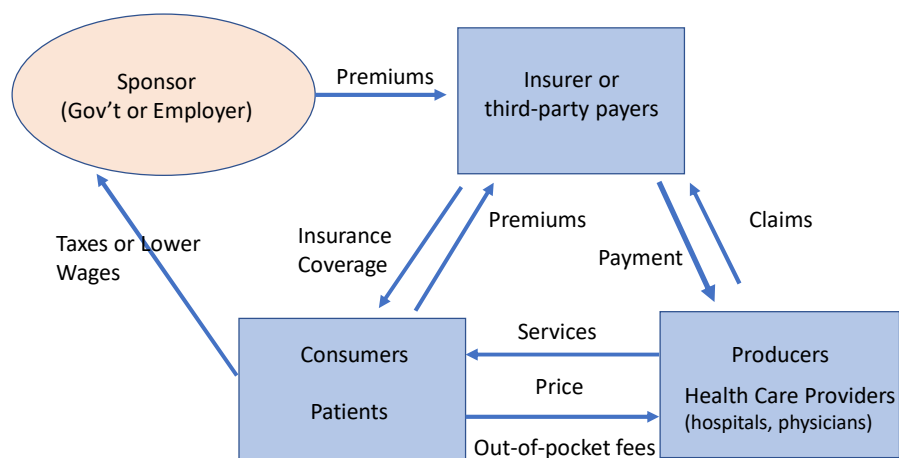 Sponsor
(Gov't or Employer)
Premiums
Insurer or
third-party payers
Taxes or Lower
Wages
Insurance
Coverage
Premiums
Payment
Claims
Consumers
Patients
Services
Price
Out-of-pocket fees
Producers
Health Care Providers
(hospitals, physicians)